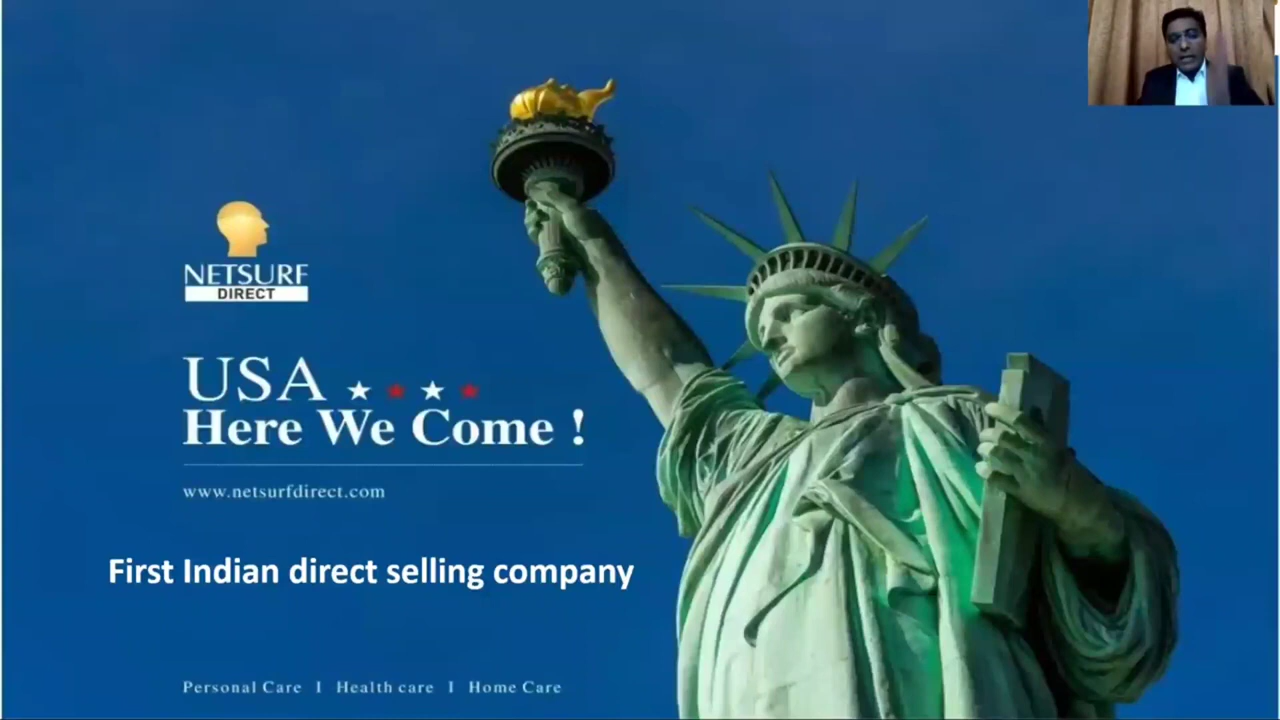 NETSURF
DIRECT
USA
Here We Come !
www.netsurfdirect.com
First Indian direct selling company
Personal Care I Health care I Home Care